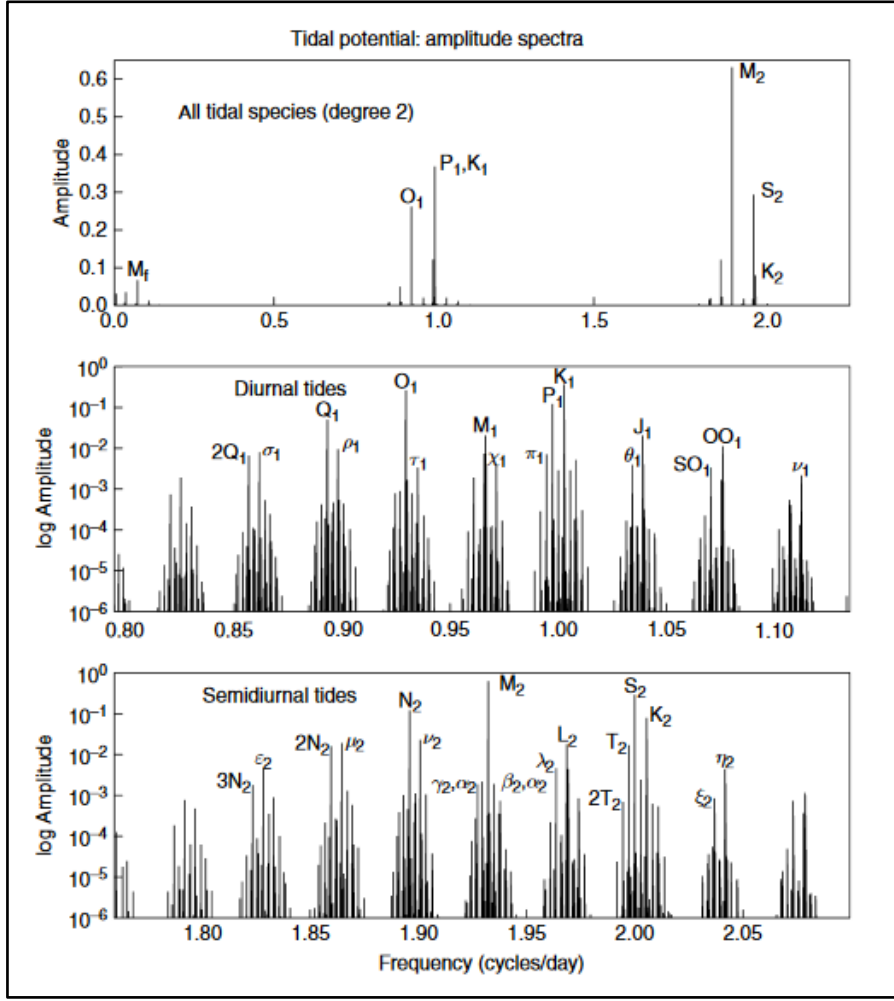 Tidal potential: amplitude spectra
Amplitude
0.6
0.5
0.4
0.3
0.2
0.1
0.0
All tidal species (degree 2)
M₂
P₁,K₁
O₁
S₂
M_f
K₂
0.0 0.5 1.0 1.5 2.0
log Amplitude
10⁰
10⁻¹
10⁻²
10⁻³
10⁻⁴
10⁻⁵
10⁻⁶
Diurnal tides
O₁ K₁
P₁
Q₁
M₁ J₁ OO₁
2Q₁ σ₁ ρ₁ τ₁ χ₁ π₁ θ₁ SO₁ ν₁
0.80 0.85 0.90 0.95 1.00 1.05 1.10
log Amplitude
10⁰
10⁻¹
10⁻²
10⁻³
10⁻⁴
10⁻⁵
10⁻⁶
Semidiurnal tides
M₂ S₂
N₂ K₂
2N₂ μ₂ ν₂ L₂ T₂
3N₂ ε₂ γ₂,α₂ β₂,α₂ λ₂ 2T₂ ξ₂ η₂
1.80 1.85 1.90 1.95 2.00 2.05
Frequency (cycles/day)